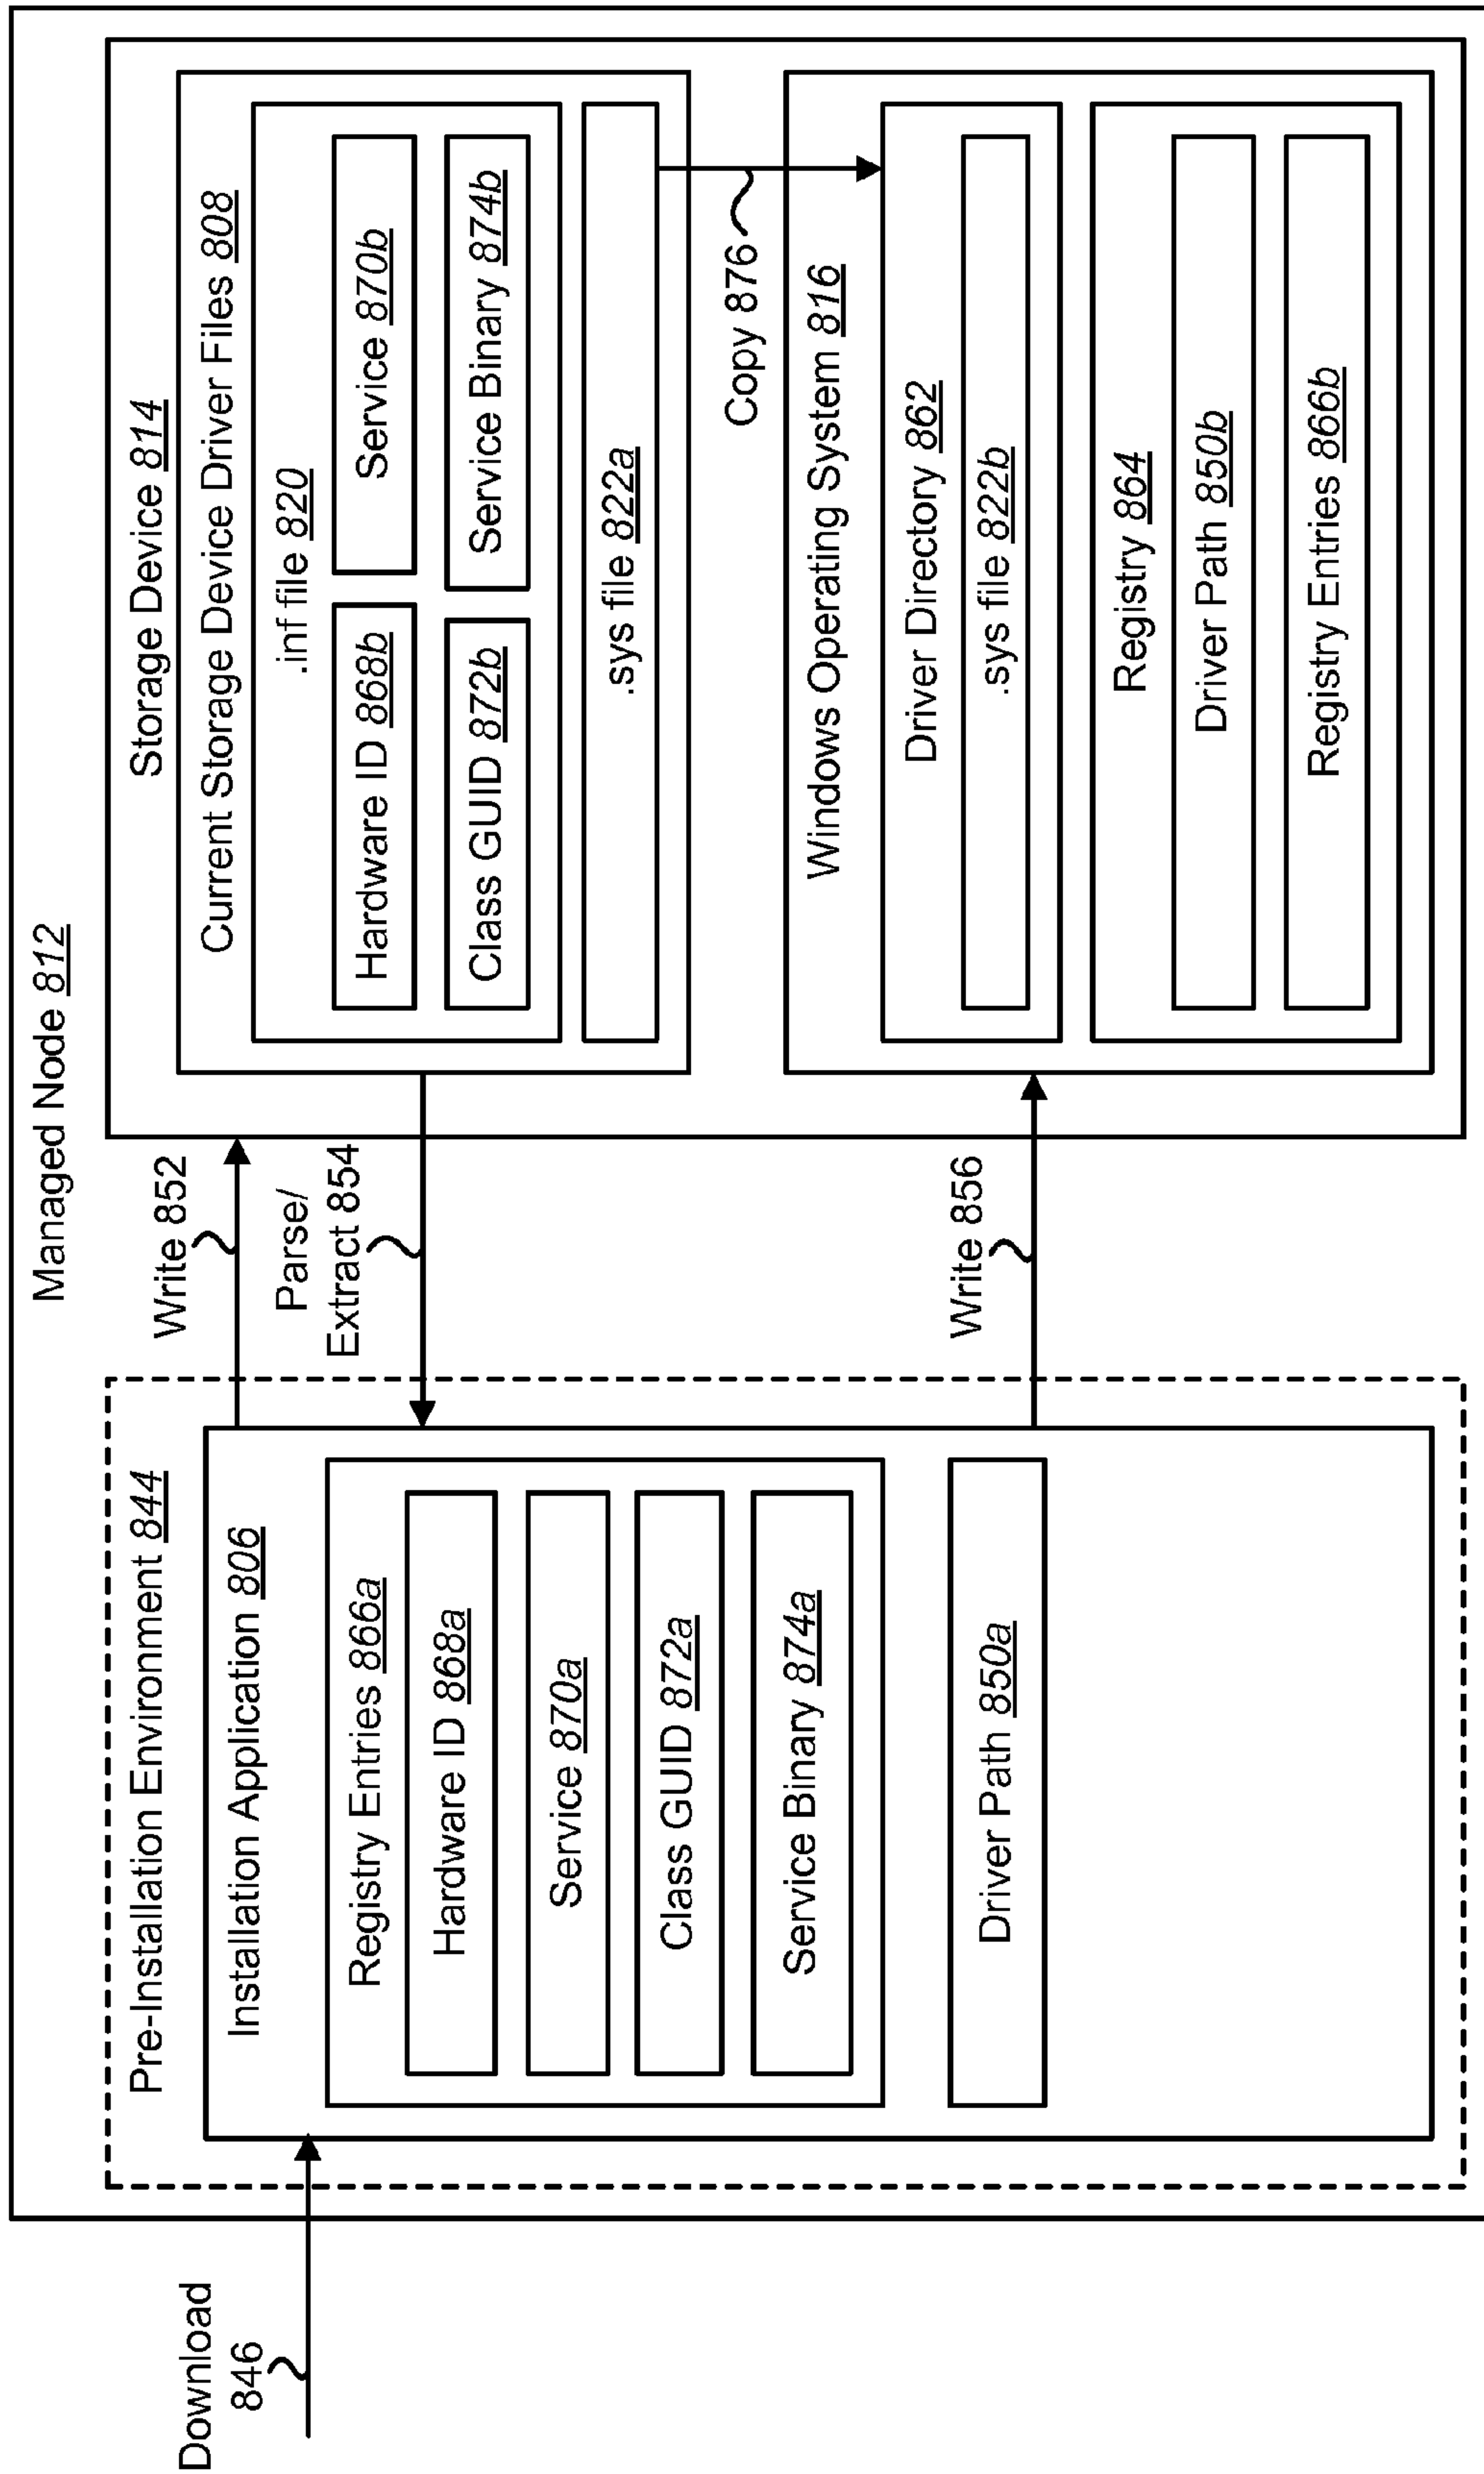 Managed Node 812
Download
846
Pre-Installation Environment 844
Installation Application 806
Registry Entries 866a
Hardware ID 868a
Service 870a
Class GUID 872a
Service Binary 874a
Driver Path 850a
Write 852
Parse/
Extract 854
Write 856
Storage Device 814
Current Storage Device Driver Files 808
.inf file 820
Hardware ID 868b
Service 870b
Class GUID 872b
Service Binary 874b
.sys file 822a
Copy 876
Windows Operating System 816
Driver Directory 862
.sys file 822b
Registry 864
Driver Path 850b
Registry Entries 866b